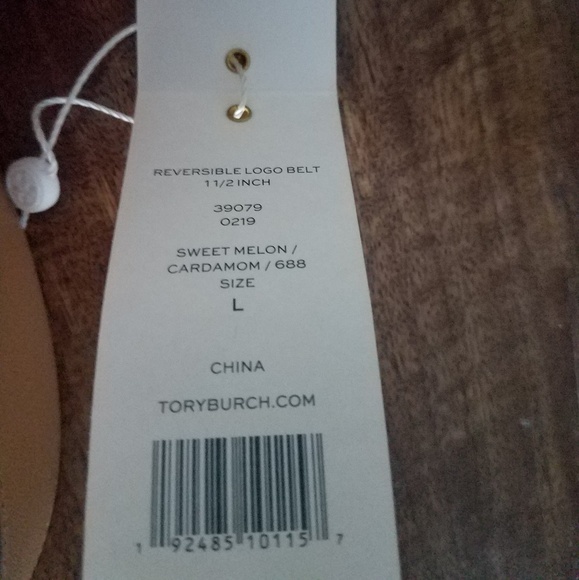 REVERSIBLE LOGO BELT
1 1/2 INCH
39079
0219
SWEET MELON /
CARDAMOM / 688
SIZE
L
CHINA
TORYBURCH.COM
1 92485 10115 7